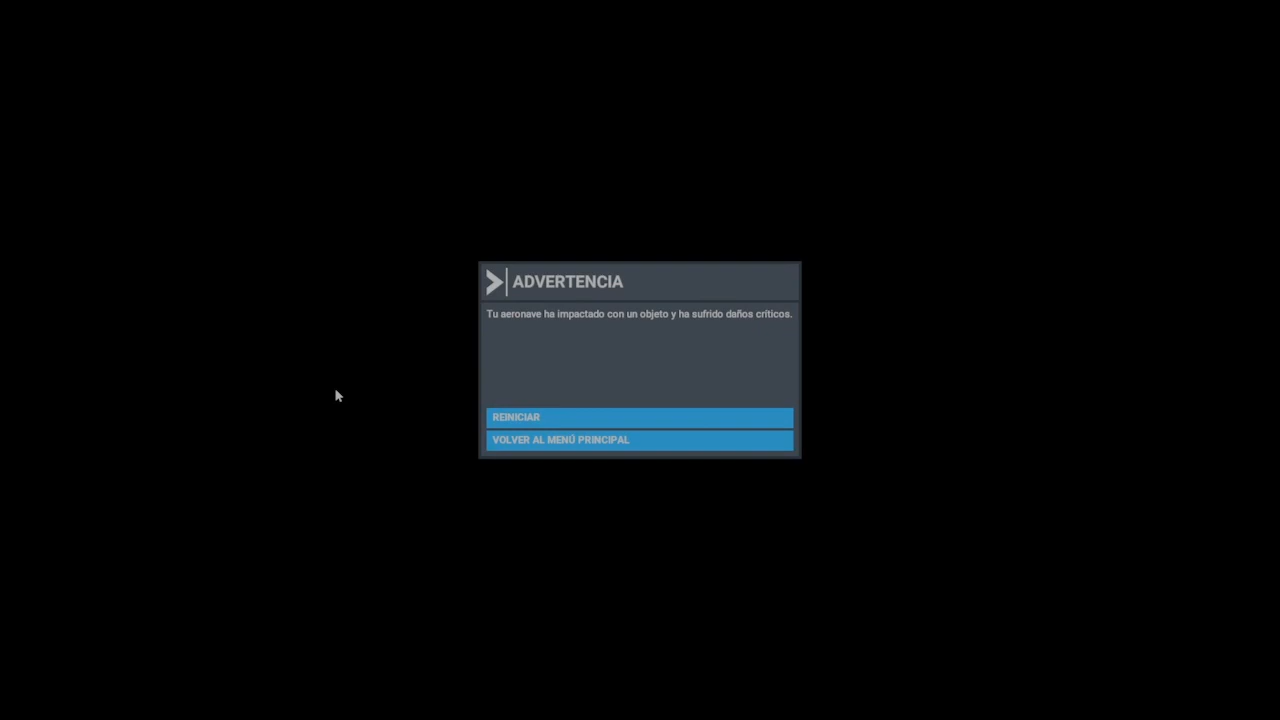 ADVERTENCIA
Tu aeronave ha impactado con un objeto y ha sufrido daños críticos.
REINICIAR
VOLVER AL MENÚ PRINCIPAL